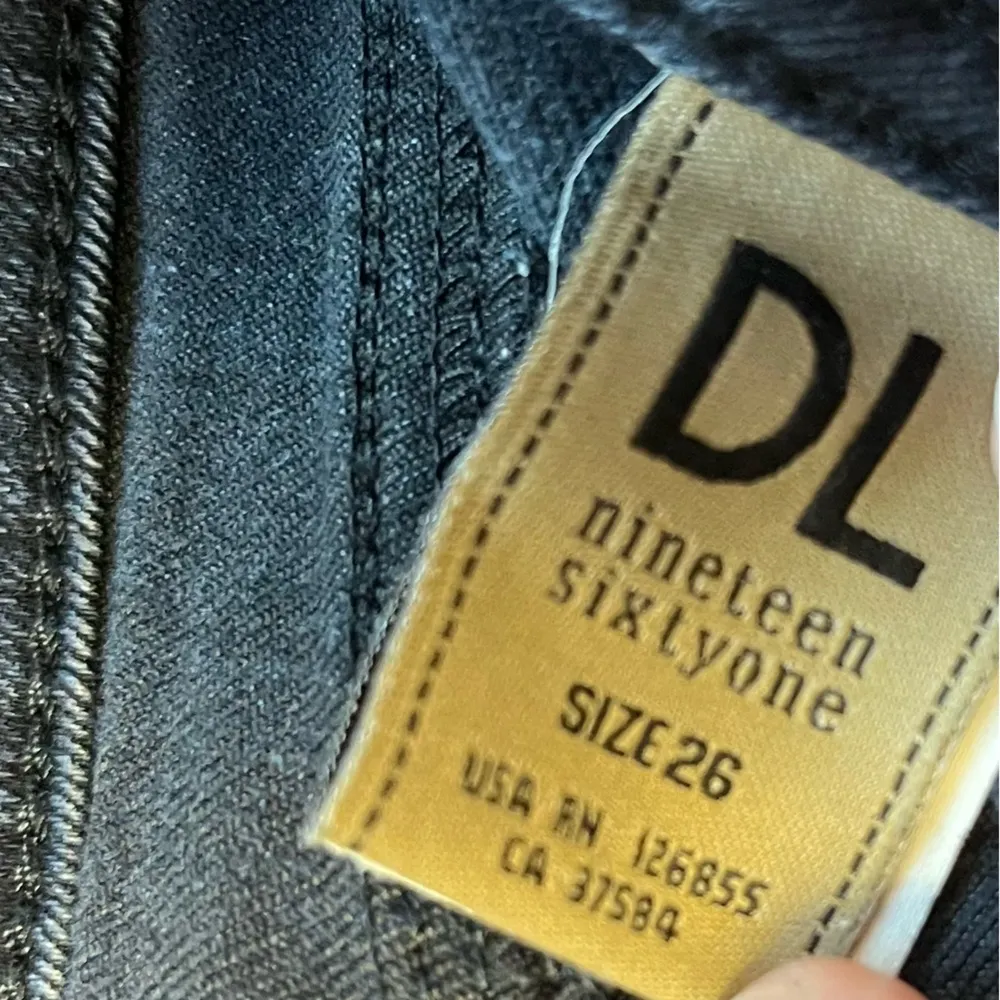 DL
nineteen
sixtyone
SIZE 26
USA RN 126855
CA 37584